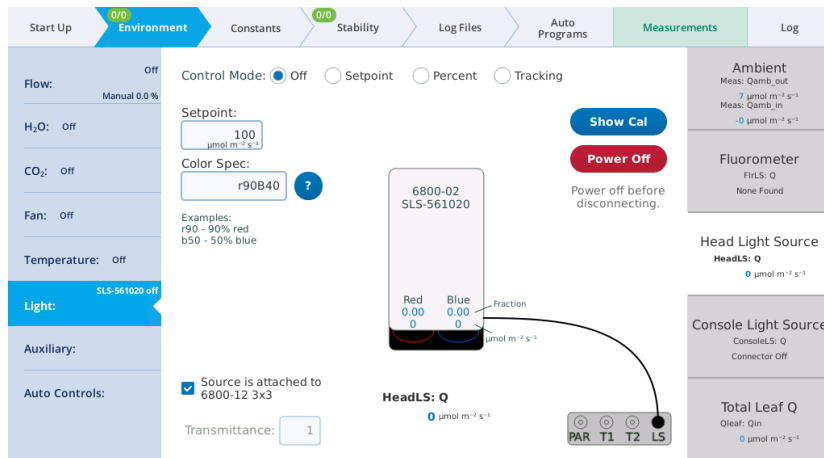 Start Up
0/0
Environment
Constants
0/0
Stability
Log Files
Auto
Programs
Measurements
Log
Flow:
Off
Manual 0.0 %
H₂O: Off
CO₂: Off
Fan: Off
Temperature: Off
SLS-561020 off
Light:
Auxiliary:
Auto Controls:
Control Mode: Off Setpoint Percent Tracking
Setpoint:
100
µmol m⁻² s⁻¹
Color Spec:
r90B40 ?
Examples:
r90 - 90% red
b50 - 50% blue
Show Cal
Power Off
Power off before
disconnecting.
6800-02
SLS-561020
Red Blue
0.00 0.00
0 0
Fraction
µmol m⁻² s⁻¹
Source is attached to
6800-12 3x3
Transmittance: 1
HeadLS: Q
0 µmol m⁻² s⁻¹
PAR T1 T2 LS
Ambient
Meas: Qamb_out
7 µmol m⁻² s⁻¹
Meas: Qamb_in
-0 µmol m⁻² s⁻¹
Fluorometer
FlrLS: Q
None Found
Head Light Source
HeadLS: Q
0 µmol m⁻² s⁻¹
Console Light Source
ConsoleLS: Q
Connector Off
Total Leaf Q
Qleaf: Qin
0 µmol m⁻² s⁻¹